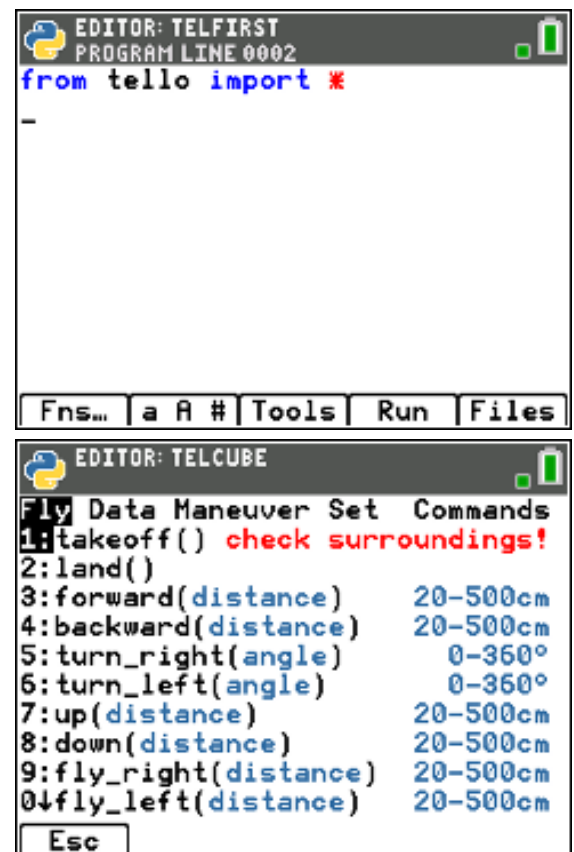 EDITOR: TELFIRST
PROGRAM LINE 0002
from tello import *
_
Fns… a A # Tools Run Files
EDITOR: TELCUBE
Fly Data Maneuver Set Commands
1:takeoff() check surroundings!
2:land()
3:forward(distance) 20-500cm
4:backward(distance) 20-500cm
5:turn_right(angle) 0-360°
6:turn_left(angle) 0-360°
7:up(distance) 20-500cm
8:down(distance) 20-500cm
9:fly_right(distance) 20-500cm
0↓fly_left(distance) 20-500cm
Esc